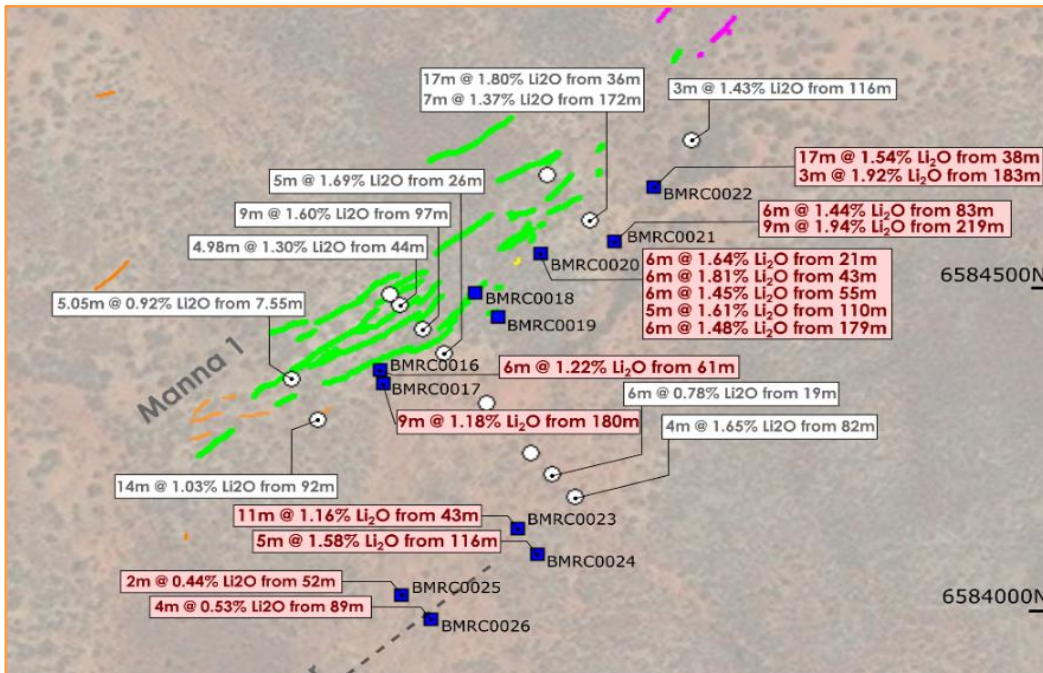 17m @ 1.80% Li2O from 36m
7m @ 1.37% Li2O from 172m
3m @ 1.43% Li2O from 116m
17m @ 1.54% Li₂O from 38m
3m @ 1.92% Li₂O from 183m
BMRC0022
5m @ 1.69% Li2O from 26m
9m @ 1.60% Li2O from 97m
4.98m @ 1.30% Li2O from 44m
6m @ 1.44% Li₂O from 83m
9m @ 1.94% Li₂O from 219m
BMRC0021
BMRC0020
6m @ 1.64% Li₂O from 21m
6m @ 1.81% Li₂O from 43m
6m @ 1.45% Li₂O from 55m
5m @ 1.61% Li₂O from 110m
6m @ 1.48% Li₂O from 179m
6584500N
5.05m @ 0.92% Li2O from 7.55m
BMRC0018
BMRC0019
Manna 1
BMRC0016
6m @ 1.22% Li₂O from 61m
BMRC0017
9m @ 1.18% Li₂O from 180m
6m @ 0.78% Li2O from 19m
4m @ 1.65% Li2O from 82m
14m @ 1.03% Li2O from 92m
11m @ 1.16% Li₂O from 43m
BMRC0023
5m @ 1.58% Li₂O from 116m
BMRC0024
2m @ 0.44% Li2O from 52m
BMRC0025
4m @ 0.53% Li2O from 89m
BMRC0026
6584000N